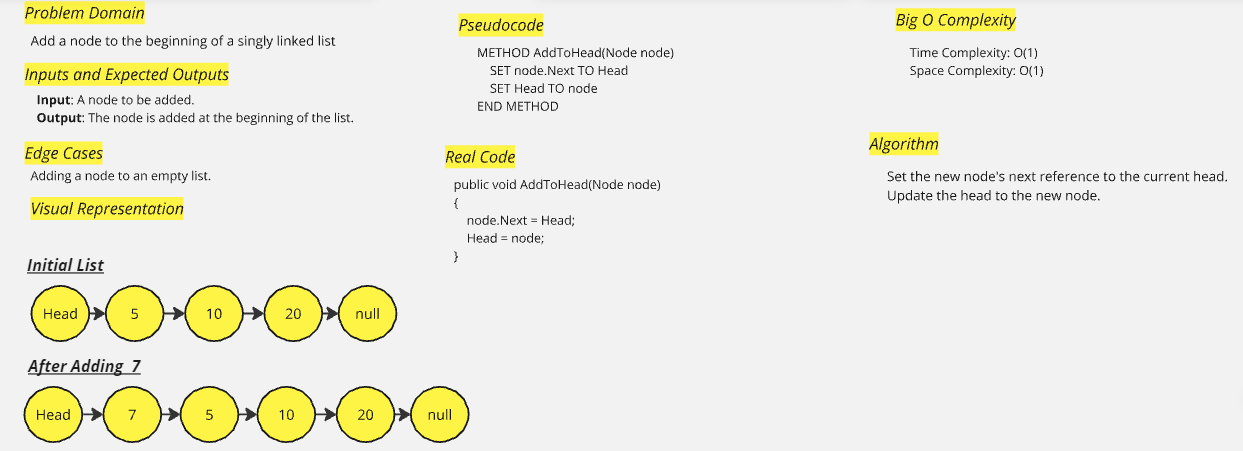 Problem Domain
Add a node to the beginning of a singly linked list
Inputs and Expected Outputs
Input: A node to be added.
Output: The node is added at the beginning of the list.
Edge Cases
Adding a node to an empty list.
Visual Representation
Initial List
Head 5 10 20 null
After Adding 7
Head 7 5 10 20 null
Pseudocode
METHOD AddToHead(Node node)
SET node.Next TO Head
SET Head TO node
END METHOD
Real Code
public void AddToHead(Node node)
{
node.Next = Head;
Head = node;
}
Big O Complexity
Time Complexity: O(1)
Space Complexity: O(1)
Algorithm
Set the new node's next reference to the current head.
Update the head to the new node.